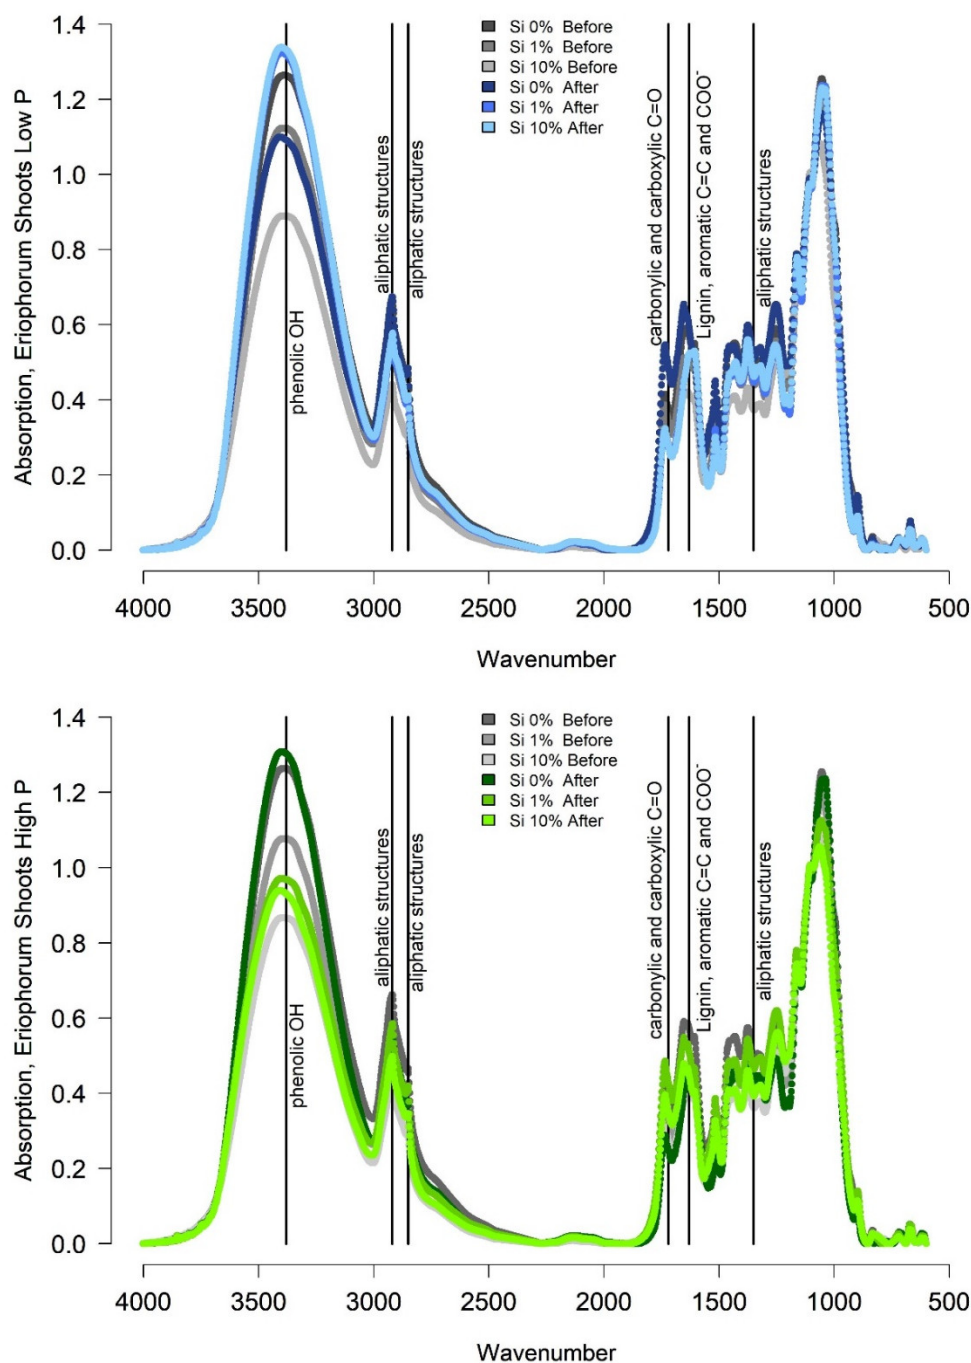 Absorption, Eriophorum Shoots Low P
1.4
1.2
1.0
0.8
0.6
0.4
0.2
0.0
Si 0% Before
Si 1% Before
Si 10% Before
Si 0% After
Si 1% After
Si 10% After
phenolic OH
aliphatic structures
aliphatic structures
carbonylic and carboxylic C=O
Lignin, aromatic C=C and COO⁻
aliphatic structures
4000 3500 3000 2500 2000 1500 1000 500
Wavenumber
Absorption, Eriophorum Shoots High P
1.4
1.2
1.0
0.8
0.6
0.4
0.2
0.0
Si 0% Before
Si 1% Before
Si 10% Before
Si 0% After
Si 1% After
Si 10% After
phenolic OH
aliphatic structures
aliphatic structures
carbonylic and carboxylic C=O
Lignin, aromatic C=C and COO⁻
aliphatic structures
4000 3500 3000 2500 2000 1500 1000 500
Wavenumber